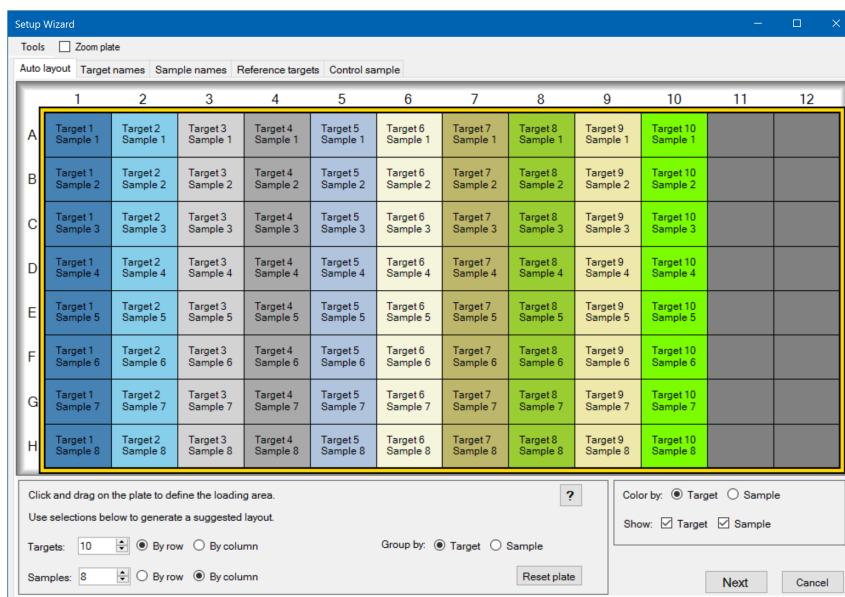 Setup Wizard
Tools Zoom plate
Auto layout Target names Sample names Reference targets Control sample
1 2 3 4 5 6 7 8 9 10 11 12
A
Target 1 Target 2 Target 3 Target 4 Target 5 Target 6 Target 7 Target 8 Target 9 Target 10
Sample 1 Sample 1 Sample 1 Sample 1 Sample 1 Sample 1 Sample 1 Sample 1 Sample 1 Sample 1
B
Target 1 Target 2 Target 3 Target 4 Target 5 Target 6 Target 7 Target 8 Target 9 Target 10
Sample 2 Sample 2 Sample 2 Sample 2 Sample 2 Sample 2 Sample 2 Sample 2 Sample 2 Sample 2
C
Target 1 Target 2 Target 3 Target 4 Target 5 Target 6 Target 7 Target 8 Target 9 Target 10
Sample 3 Sample 3 Sample 3 Sample 3 Sample 3 Sample 3 Sample 3 Sample 3 Sample 3 Sample 3
D
Target 1 Target 2 Target 3 Target 4 Target 5 Target 6 Target 7 Target 8 Target 9 Target 10
Sample 4 Sample 4 Sample 4 Sample 4 Sample 4 Sample 4 Sample 4 Sample 4 Sample 4 Sample 4
E
Target 1 Target 2 Target 3 Target 4 Target 5 Target 6 Target 7 Target 8 Target 9 Target 10
Sample 5 Sample 5 Sample 5 Sample 5 Sample 5 Sample 5 Sample 5 Sample 5 Sample 5 Sample 5
F
Target 1 Target 2 Target 3 Target 4 Target 5 Target 6 Target 7 Target 8 Target 9 Target 10
Sample 6 Sample 6 Sample 6 Sample 6 Sample 6 Sample 6 Sample 6 Sample 6 Sample 6 Sample 6
G
Target 1 Target 2 Target 3 Target 4 Target 5 Target 6 Target 7 Target 8 Target 9 Target 10
Sample 7 Sample 7 Sample 7 Sample 7 Sample 7 Sample 7 Sample 7 Sample 7 Sample 7 Sample 7
H
Target 1 Target 2 Target 3 Target 4 Target 5 Target 6 Target 7 Target 8 Target 9 Target 10
Sample 8 Sample 8 Sample 8 Sample 8 Sample 8 Sample 8 Sample 8 Sample 8 Sample 8 Sample 8
Click and drag on the plate to define the loading area. ?
Use selections below to generate a suggested layout.
Targets: 10 By row By column Group by: Target Sample
Samples: 8 By row By column Reset plate
Color by: Target Sample
Show: Target Sample
Next Cancel